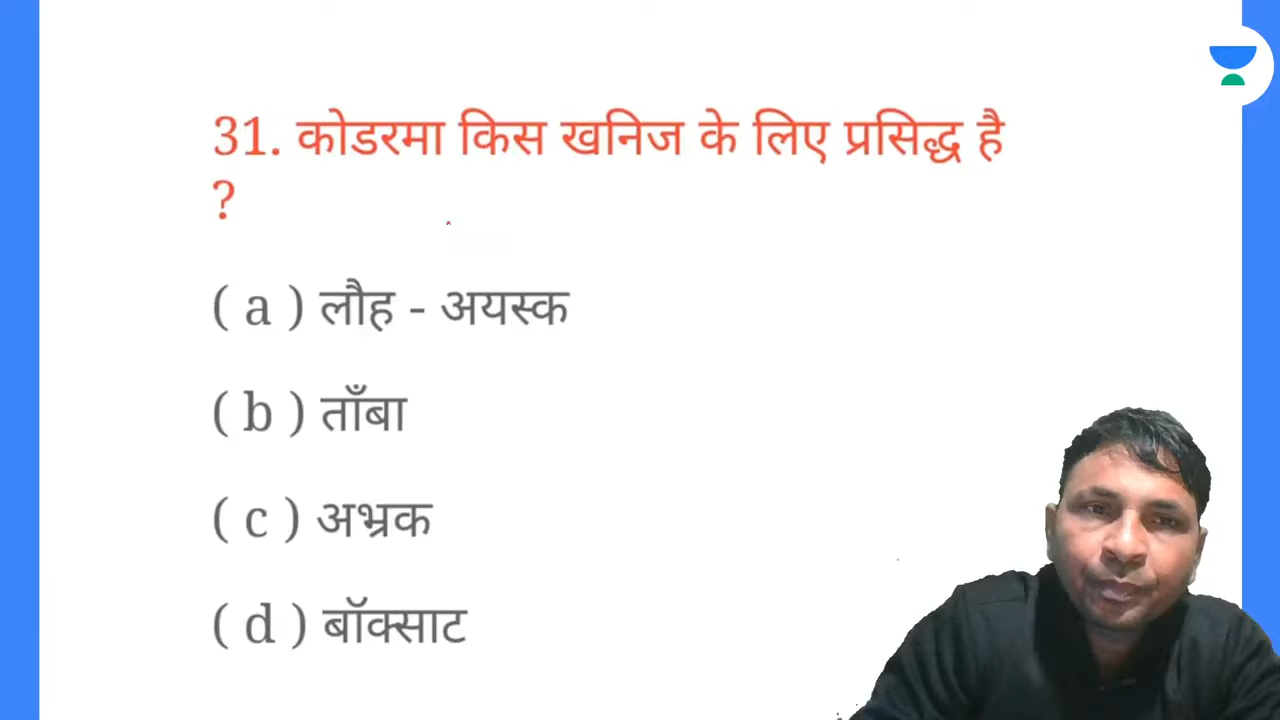 31. कोडरमा किस खनिज के लिए प्रसिद्ध है
?
( a ) लौह - अयस्क
( b ) ताँबा
( c ) अभ्रक
( d ) बॉक्साट